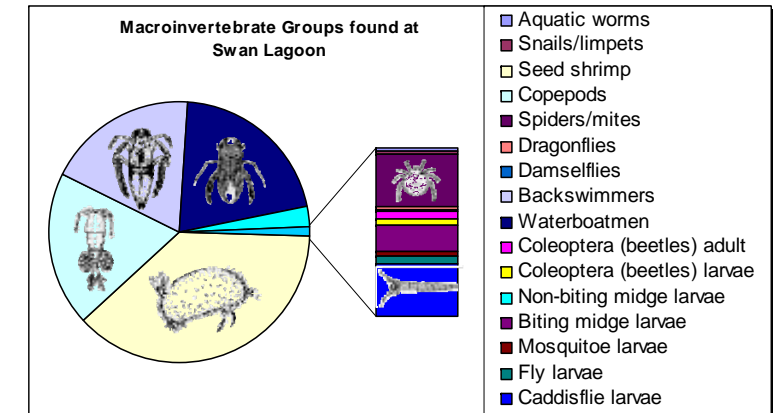 Macroinvertebrate Groups found at
Swan Lagoon
Aquatic worms
Snails/limpets
Seed shrimp
Copepods
Spiders/mites
Dragonflies
Damselflies
Backswimmers
Waterboatmen
Coleoptera (beetles) adult
Coleoptera (beetles) larvae
Non-biting midge larvae
Biting midge larvae
Mosquitoe larvae
Fly larvae
Caddisflie larvae